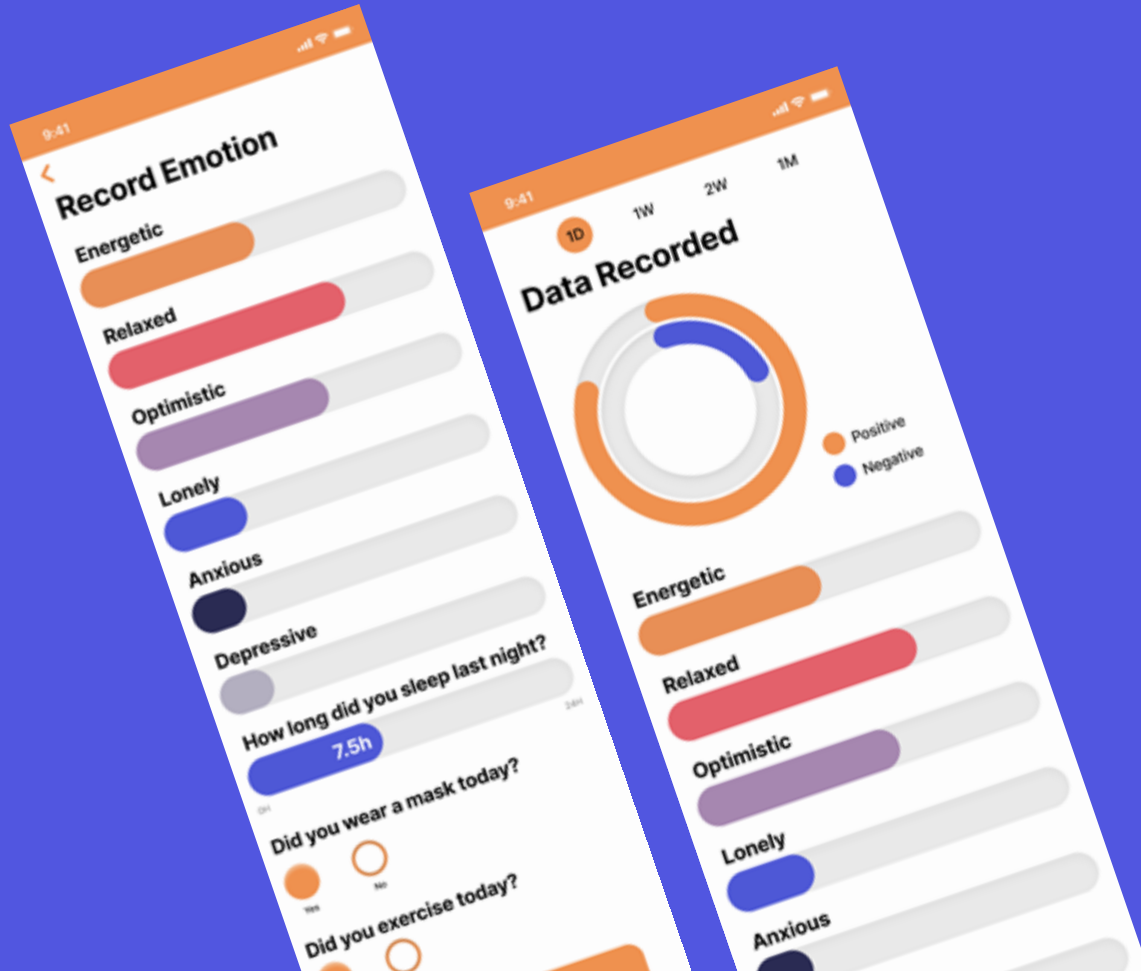 9:41
Record Emotion
Energetic
Relaxed
Optimistic
Lonely
Anxious
Depressive
How long did you sleep last night?
7.5h
0H
24H
Did you wear a mask today?
Yes
No
Did you exercise today?
9:41
1D 1W 2W 1M
Data Recorded
Positive
Negative
Energetic
Relaxed
Optimistic
Lonely
Anxious